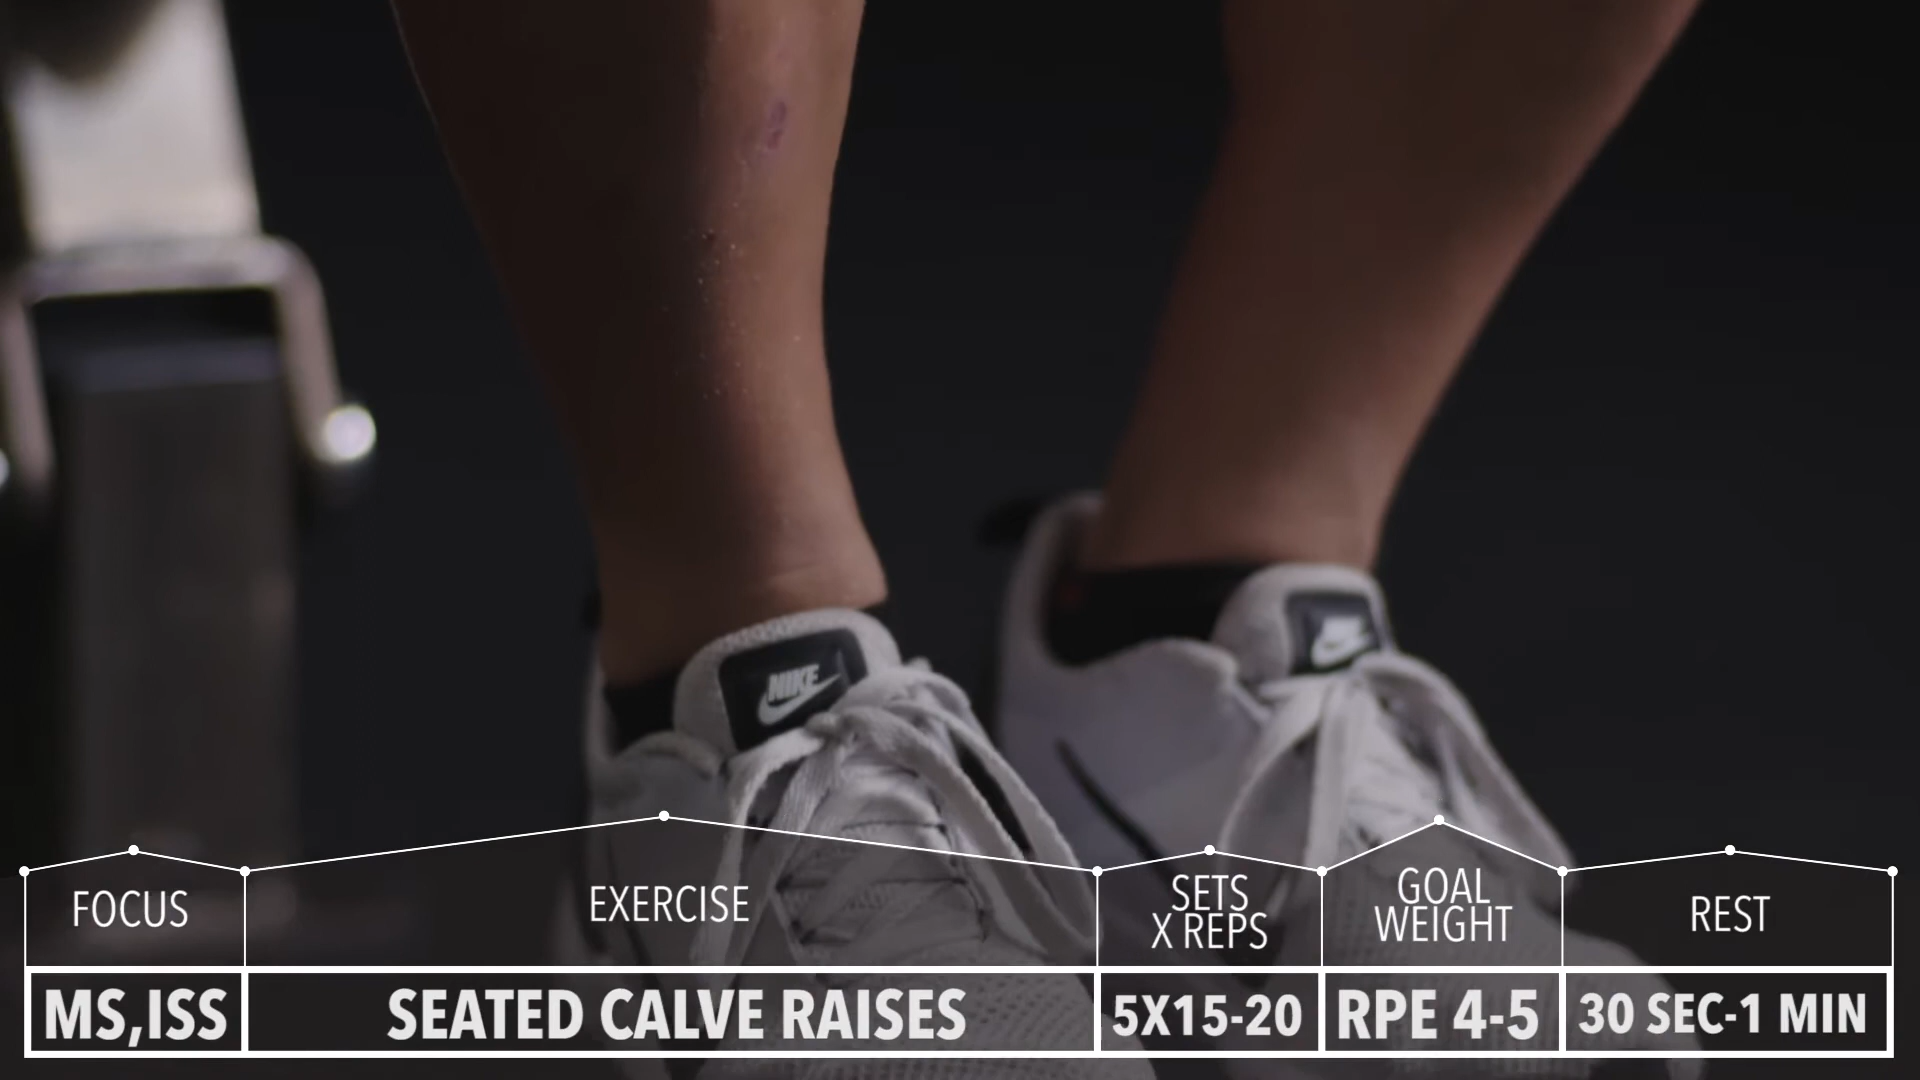 NIKE
FOCUS
EXERCISE
SETS
X REPS
GOAL
WEIGHT
REST
MS,ISS
SEATED CALVE RAISES
5X15-20
RPE 4-5
30 SEC-1 MIN